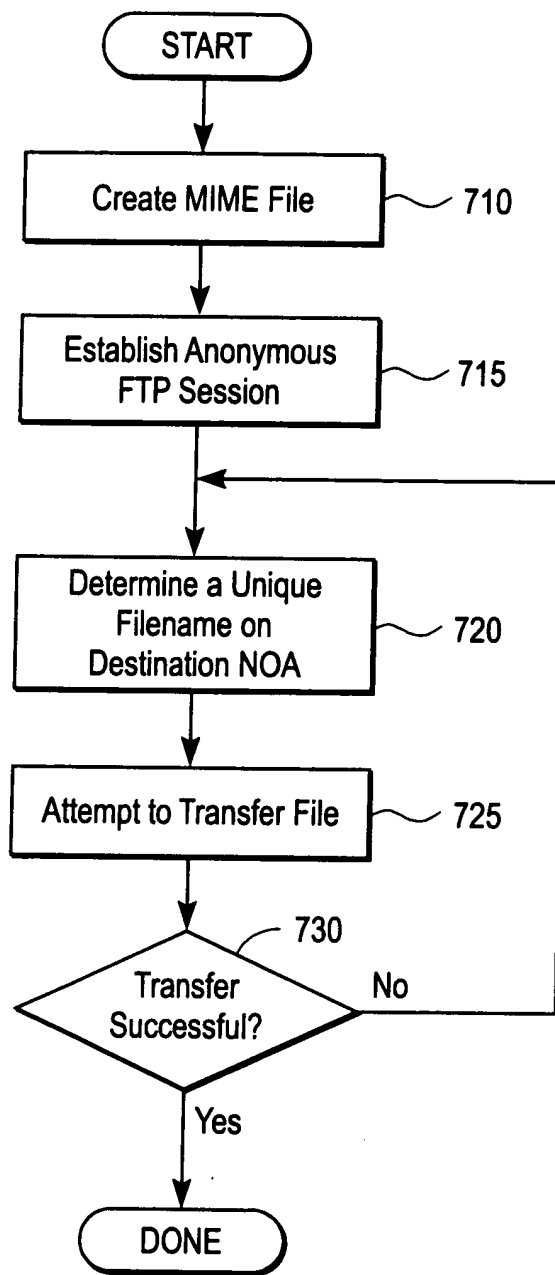 START
Create MIME File
710
Establish Anonymous
FTP Session
715
Determine a Unique
Filename on
Destination NOA
720
Attempt to Transfer File
725
730
Transfer
Successful?
No
Yes
DONE